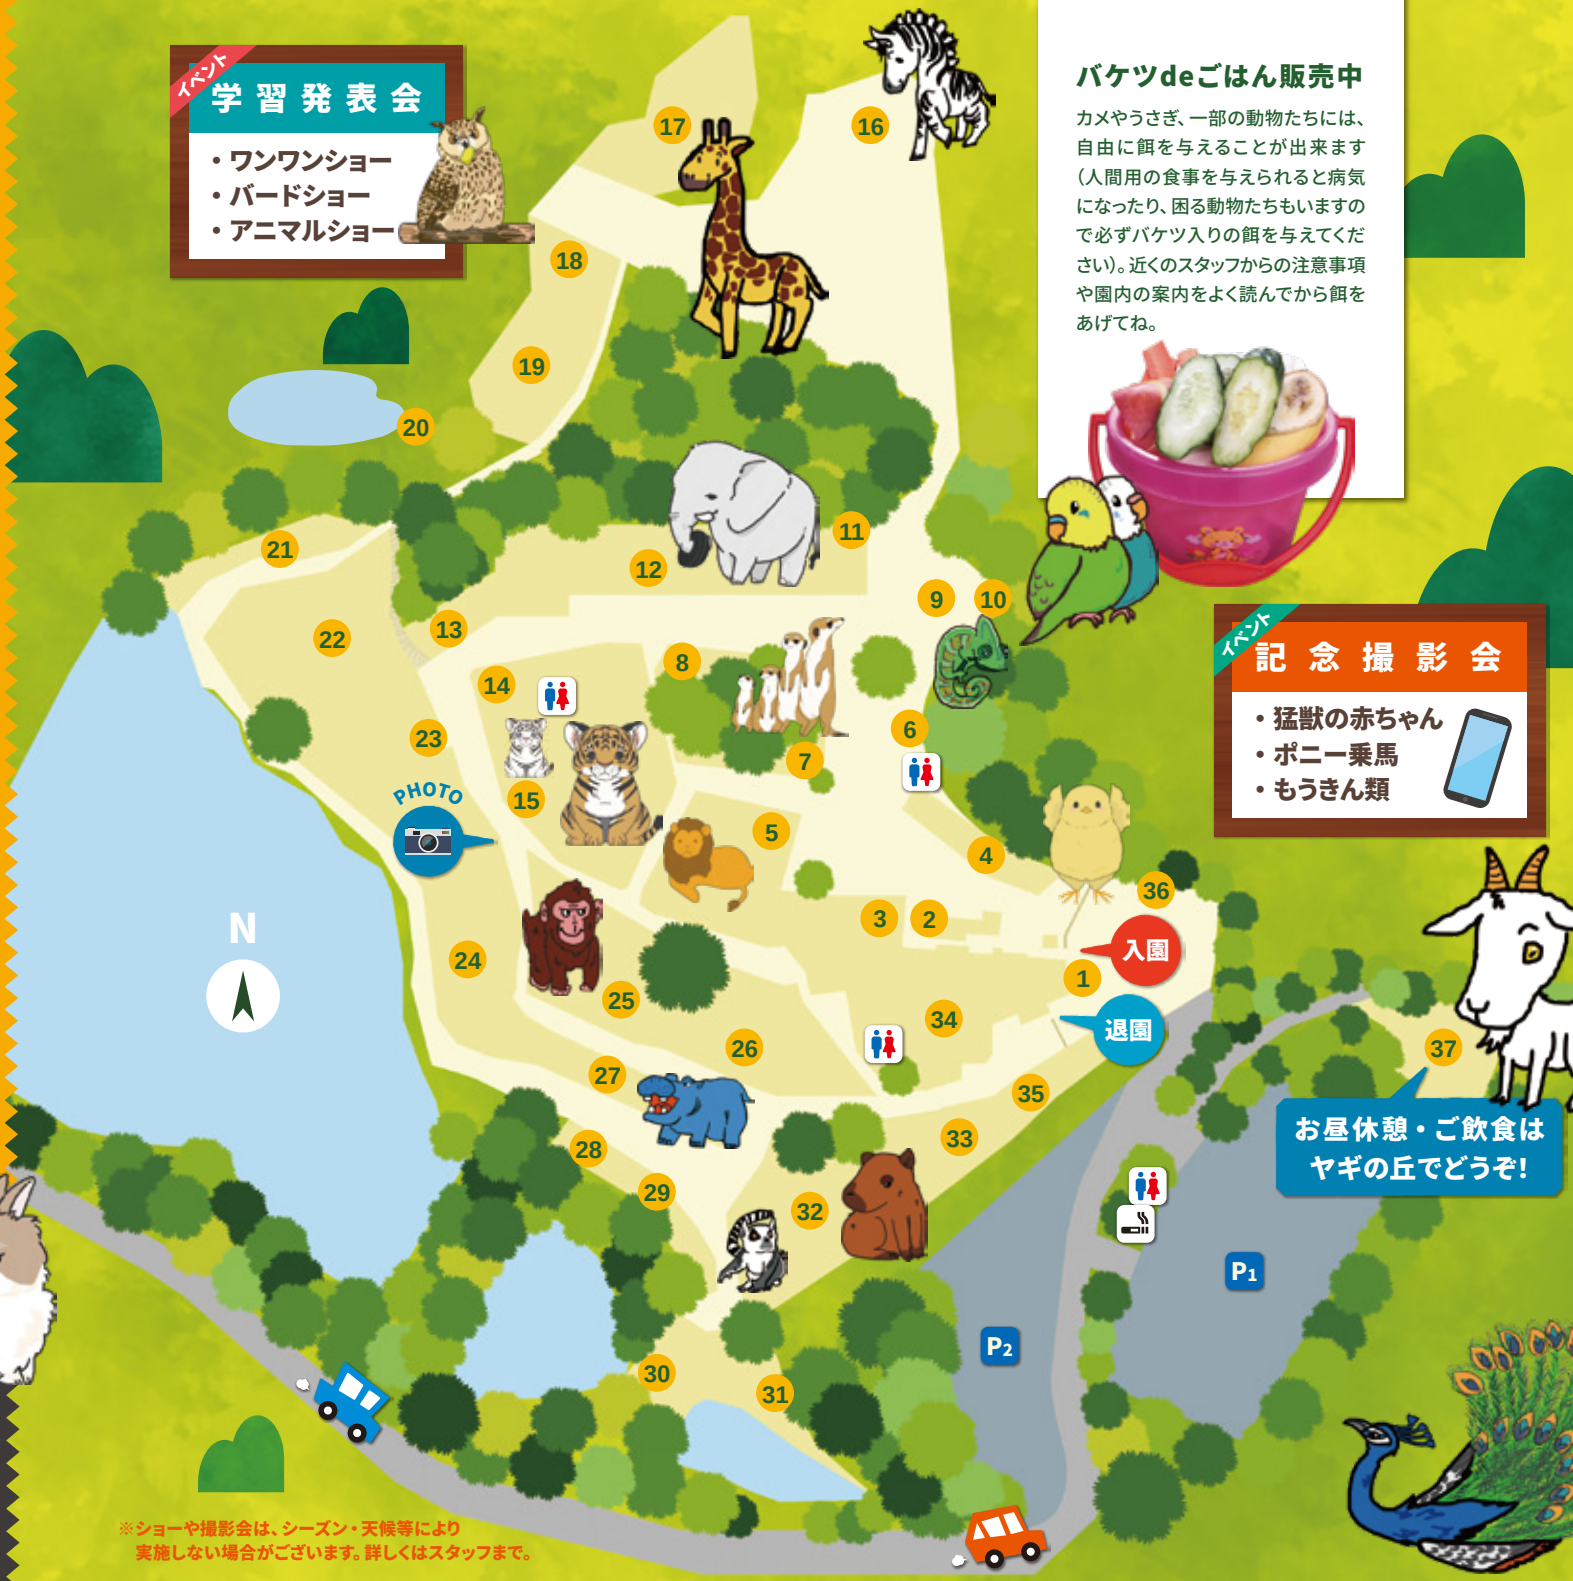 イベント
学習発表会
・ワンワンショー
・バードショー
・アニマルショー
バケツdeごはん販売中
カメやうさぎ、一部の動物たちには、
自由に餌を与えることが出来ます
（人間用の食事を与えられると病気
になったり、困る動物たちもいますの
で必ずバケツ入りの餌を与えてくだ
さい）。近くのスタッフからの注意事項
や園内の案内をよく読んでから餌を
あげてね。
17
16
18
19
20
21
11
12
9
10
22
13
8
14
6
23
7
15
PHOTO
5
4
イベント
記念撮影会
・猛獣の赤ちゃん
・ポニー乗馬
・もうきん類
36
3
2
入園
N
24
1
25
34
退園
26
37
27
35
33
28
お昼休憩・ご飲食は
ヤギの丘でどうぞ！
29
32
P1
P2
30
31
※ショーや撮影会は、シーズン・天候等により
実施しない場合がございます。詳しくはスタッフまで。